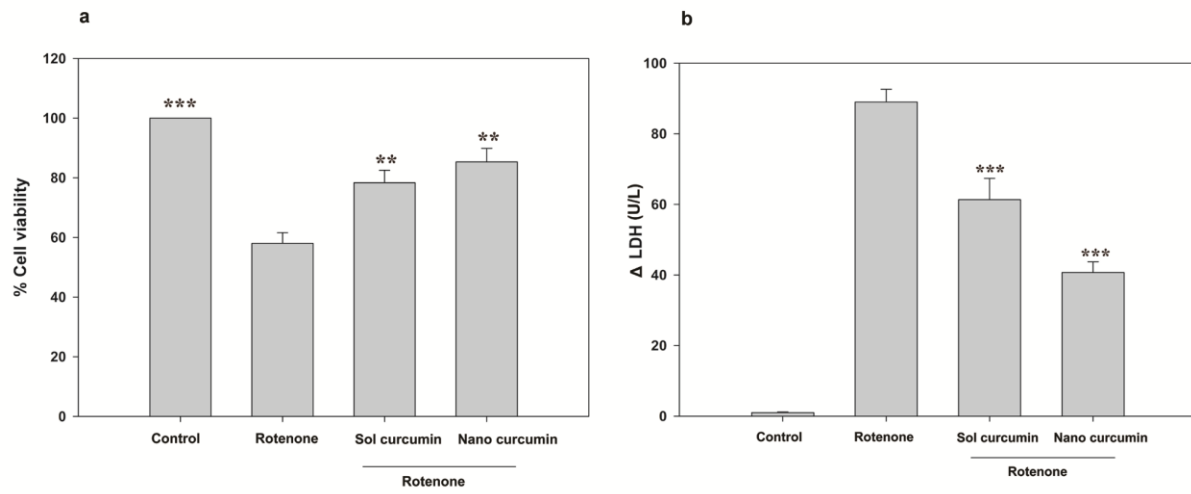 a
120
100
80
60
40
20
0
% Cell viability
***
**
**
Control Rotenone Sol curcumin Nano curcumin
Rotenone
b
100
80
60
40
20
0
Δ LDH (U/L)
***
***
Control Rotenone Sol curcumin Nano curcumin
Rotenone